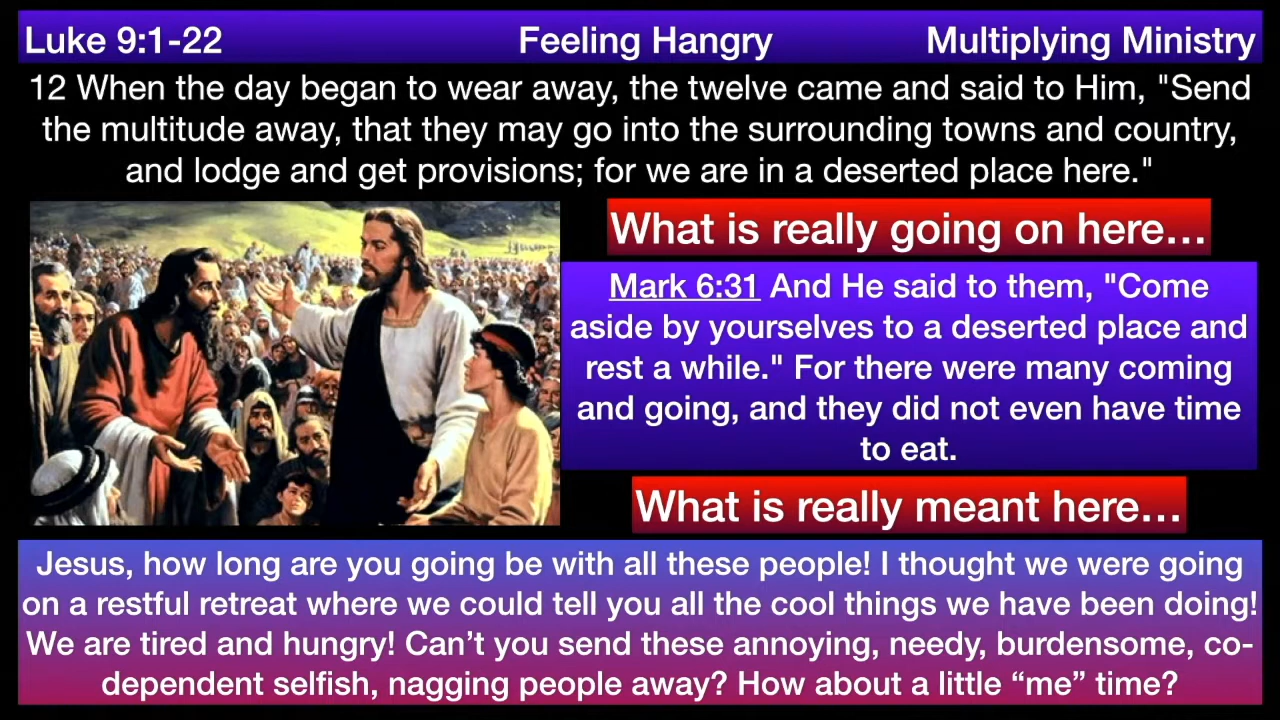 Luke 9:1-22 Feeling Hangry Multiplying Ministry
12 When the day began to wear away, the twelve came and said to Him, "Send
the multitude away, that they may go into the surrounding towns and country,
and lodge and get provisions; for we are in a deserted place here."
What is really going on here…
Mark 6:31 And He said to them, "Come
aside by yourselves to a deserted place and
rest a while." For there were many coming
and going, and they did not even have time
to eat.
What is really meant here…
Jesus, how long are you going be with all these people! I thought we were going
on a restful retreat where we could tell you all the cool things we have been doing!
We are tired and hungry! Can’t you send these annoying, needy, burdensome, co-
dependent selfish, nagging people away? How about a little “me” time?